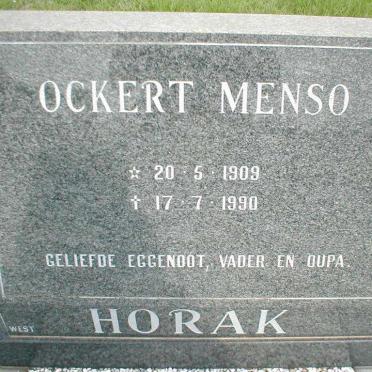 OCKERT MENSO
☆ 20 · 5 · 1909
† 17 · 7 · 1990
GELIEFDE EGGENOOT, VADER EN OUPA.
HORAK
WEST